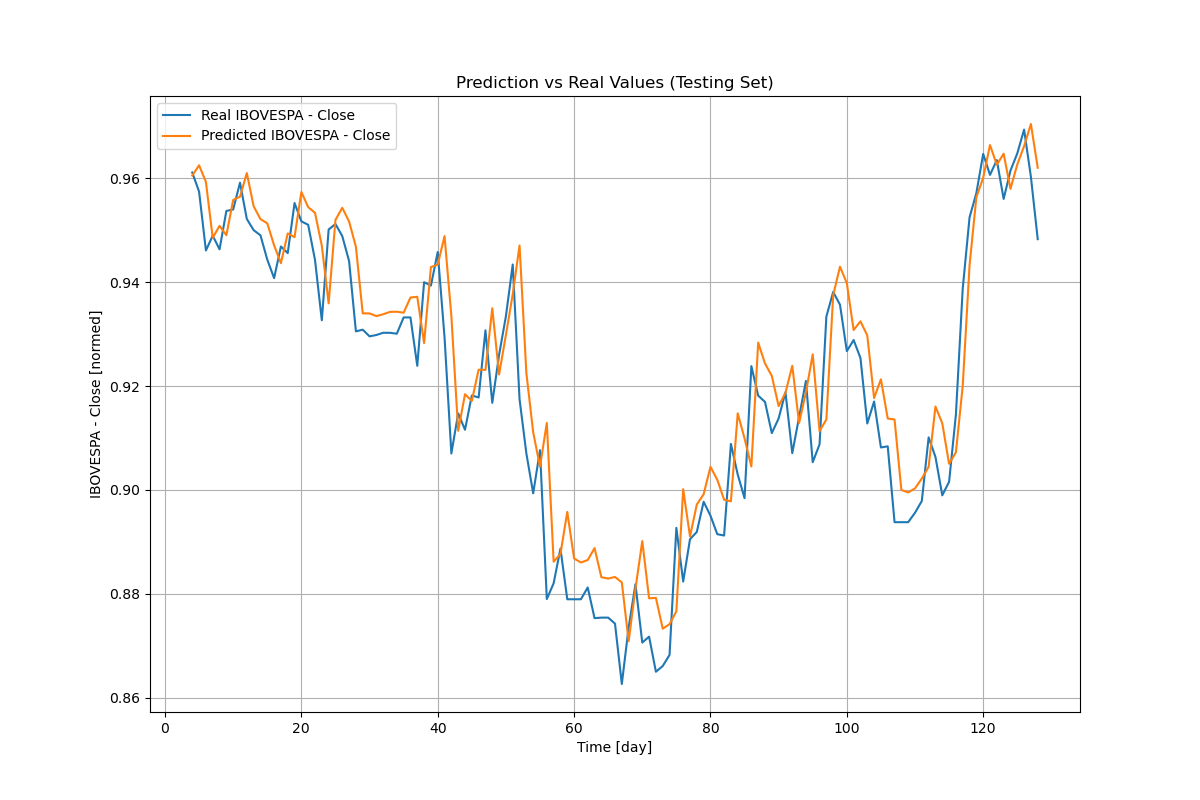 Prediction vs Real Values (Testing Set)
Real IBOVESPA - Close
Predicted IBOVESPA - Close
IBOVESPA - Close [normed]
0.96
0.94
0.92
0.90
0.88
0.86
0
20
40
60
80
100
120
Time [day]